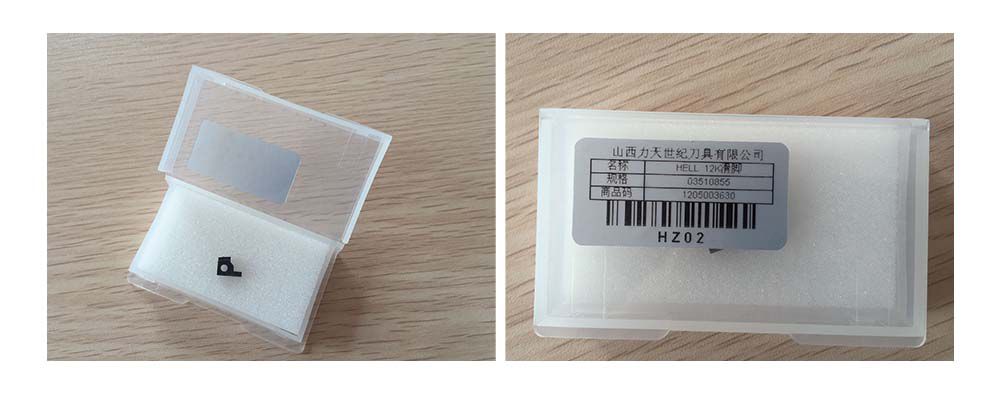 山西力天世纪刀具有限公司
名称 HELL 12K滑脚
规格 03510855
商品码 1205003630
HZ02